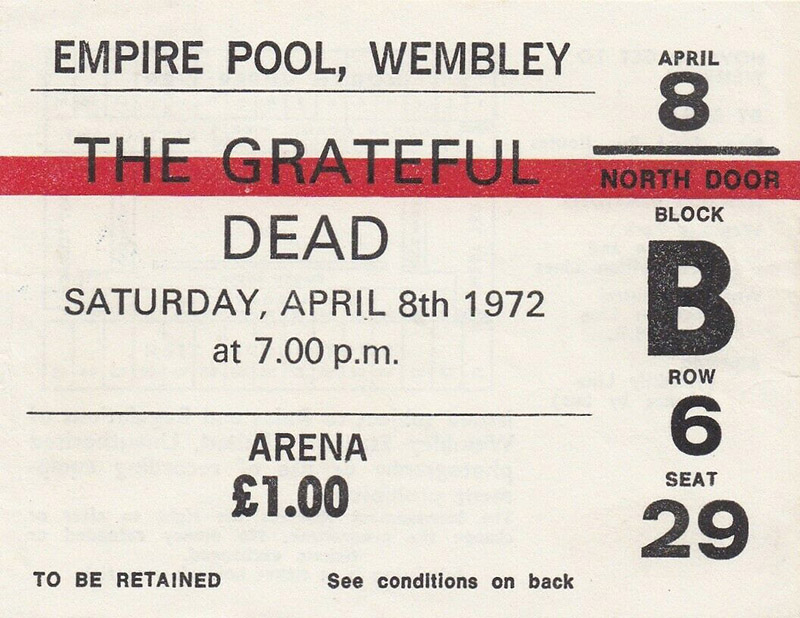 EMPIRE POOL, WEMBLEY
THE GRATEFUL
DEAD
SATURDAY, APRIL 8th 1972
at 7.00 p.m.
ARENA
£1.00
TO BE RETAINED
See conditions on back
APRIL
8
NORTH DOOR
BLOCK
B
ROW
6
SEAT
29